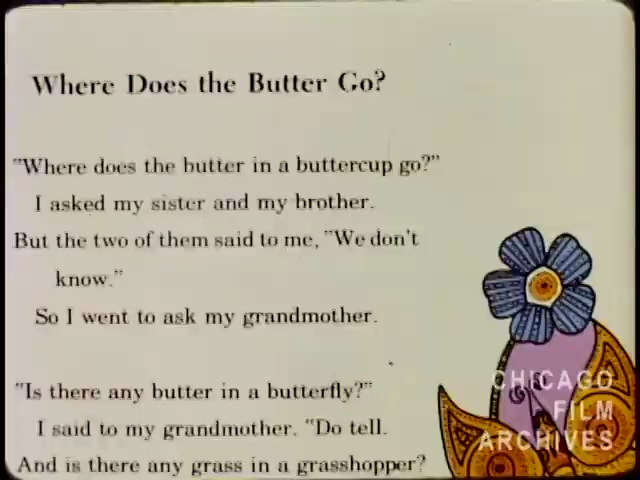 Where Does the Butter Go?
"Where does the butter in a buttercup go?"
I asked my sister and my brother.
But the two of them said to me, "We don't
know."
So I went to ask my grandmother.
"Is there any butter in a butterfly?"
I said to my grandmother. "Do tell.
And is there any grass in a grasshopper?
CHICAGO
FILM
ARCHIVES